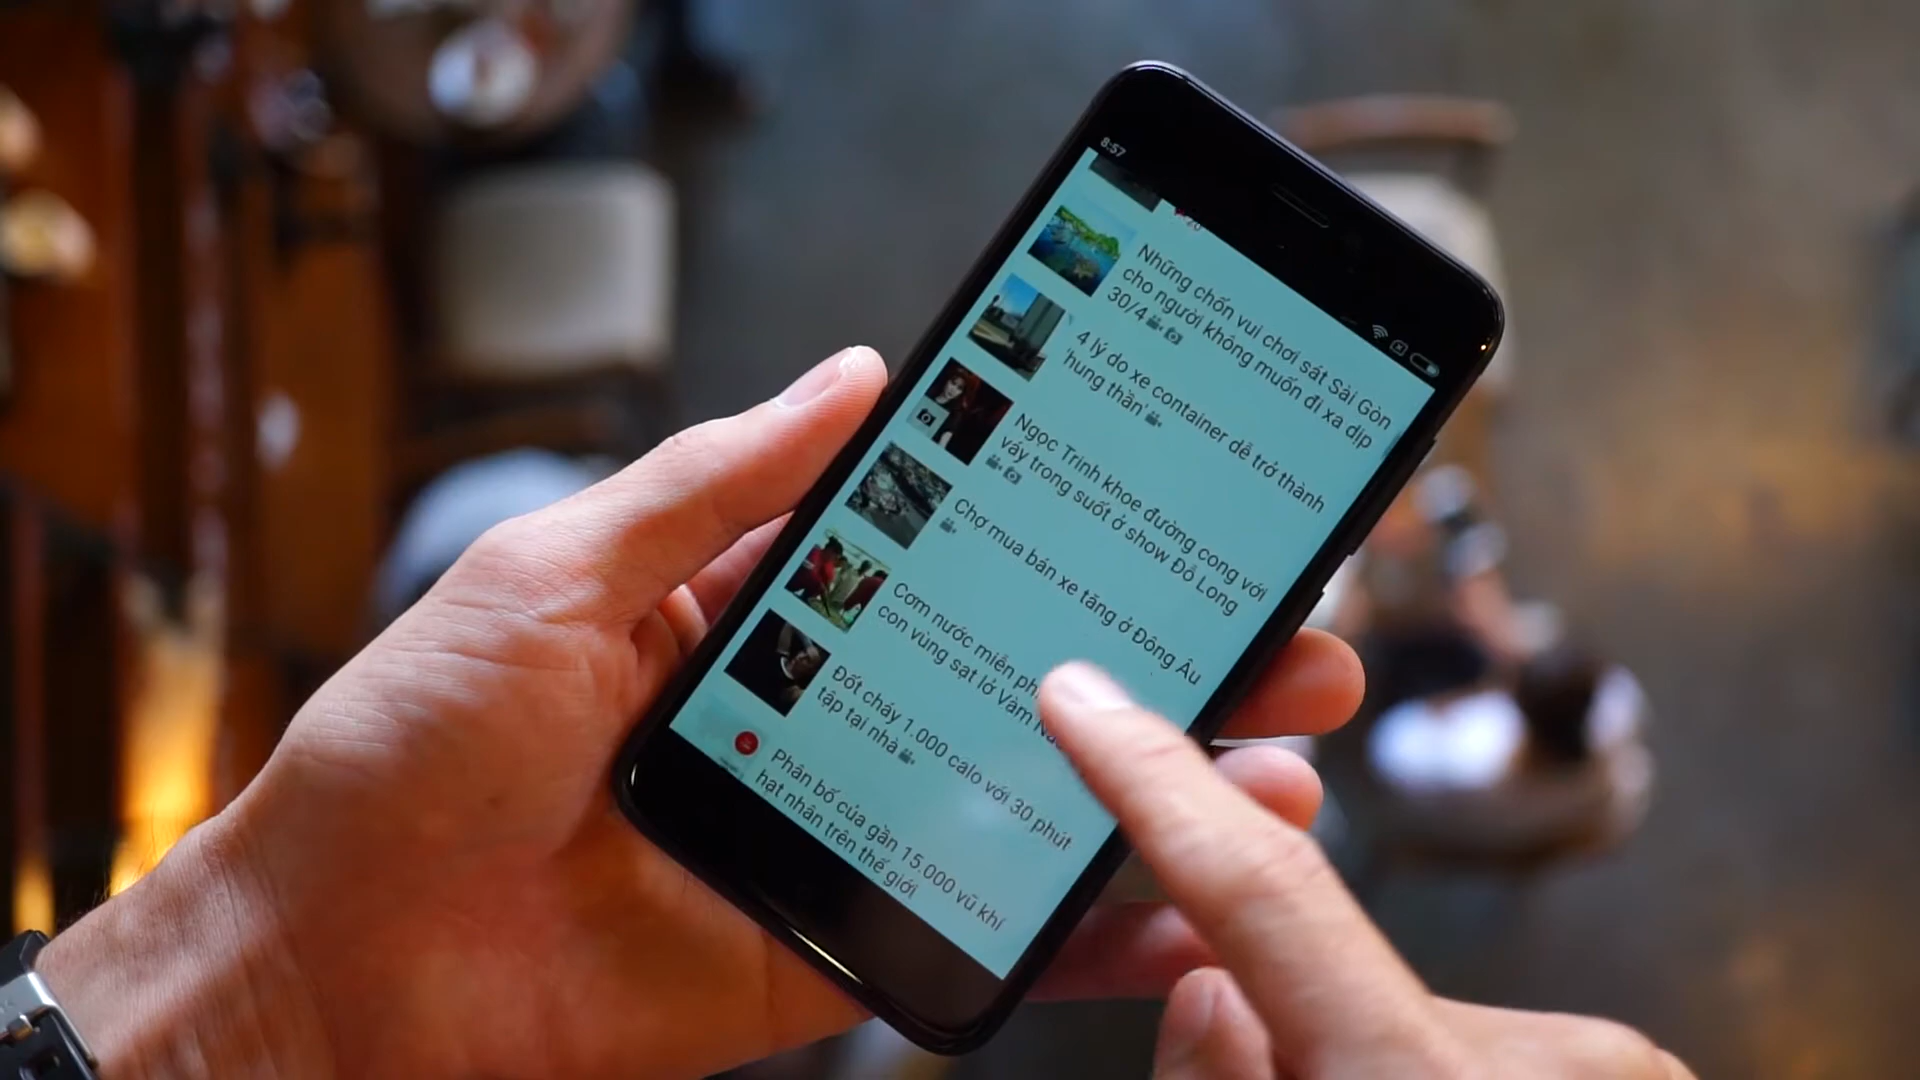 8:57
20
Những chốn vui chơi sát Sài Gòn
cho người không muốn đi xa dịp
30/4
4 lý do xe container dễ trở thành
'hung thần'
Ngọc Trinh khoe đường cong với
váy trong suốt ở show Đỗ Long
Chợ mua bán xe tăng ở Đông Âu
Cơm nước miễn
con vùng sạt lở Vàm
Đốt cháy 1.000 calo với 30 phút
tập tại nhà
Phân bố của gần 15.000 vũ khí
hạt nhân trên thế giới